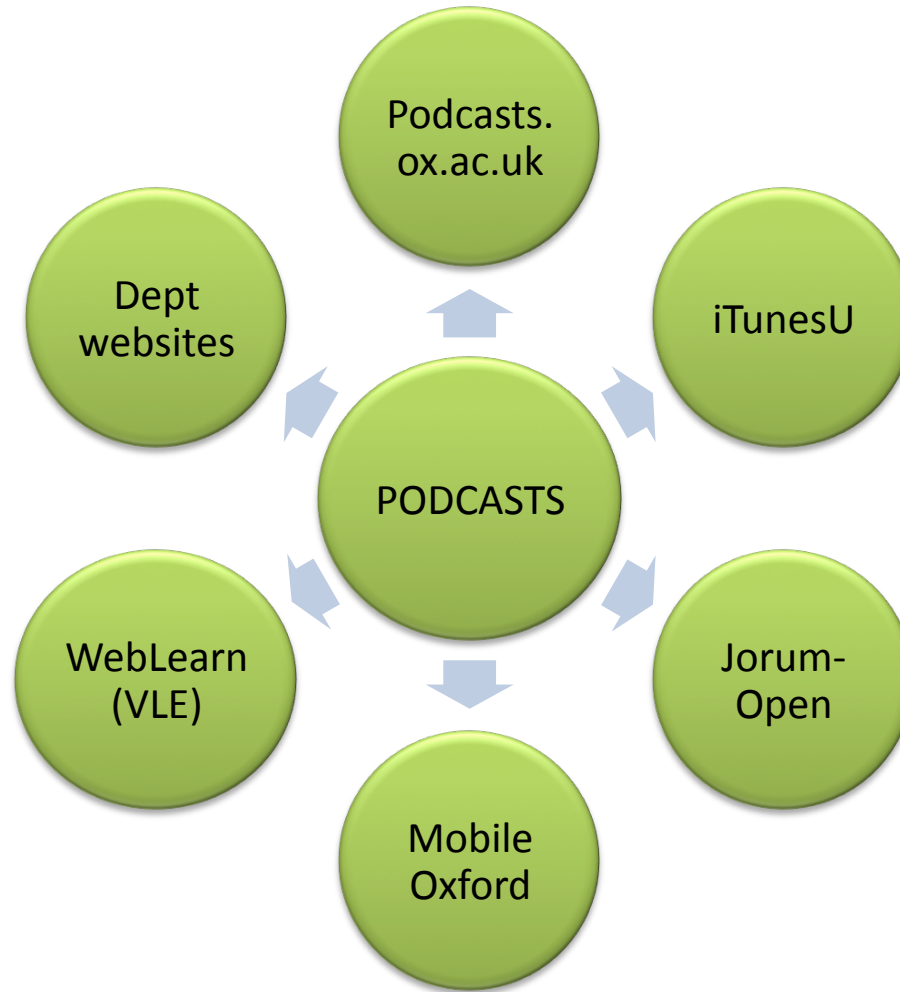 Podcasts.
ox.ac.uk
Dept
websites
iTunesU
PODCASTS
WebLearn
(VLE)
Jorum-
Open
Mobile
Oxford